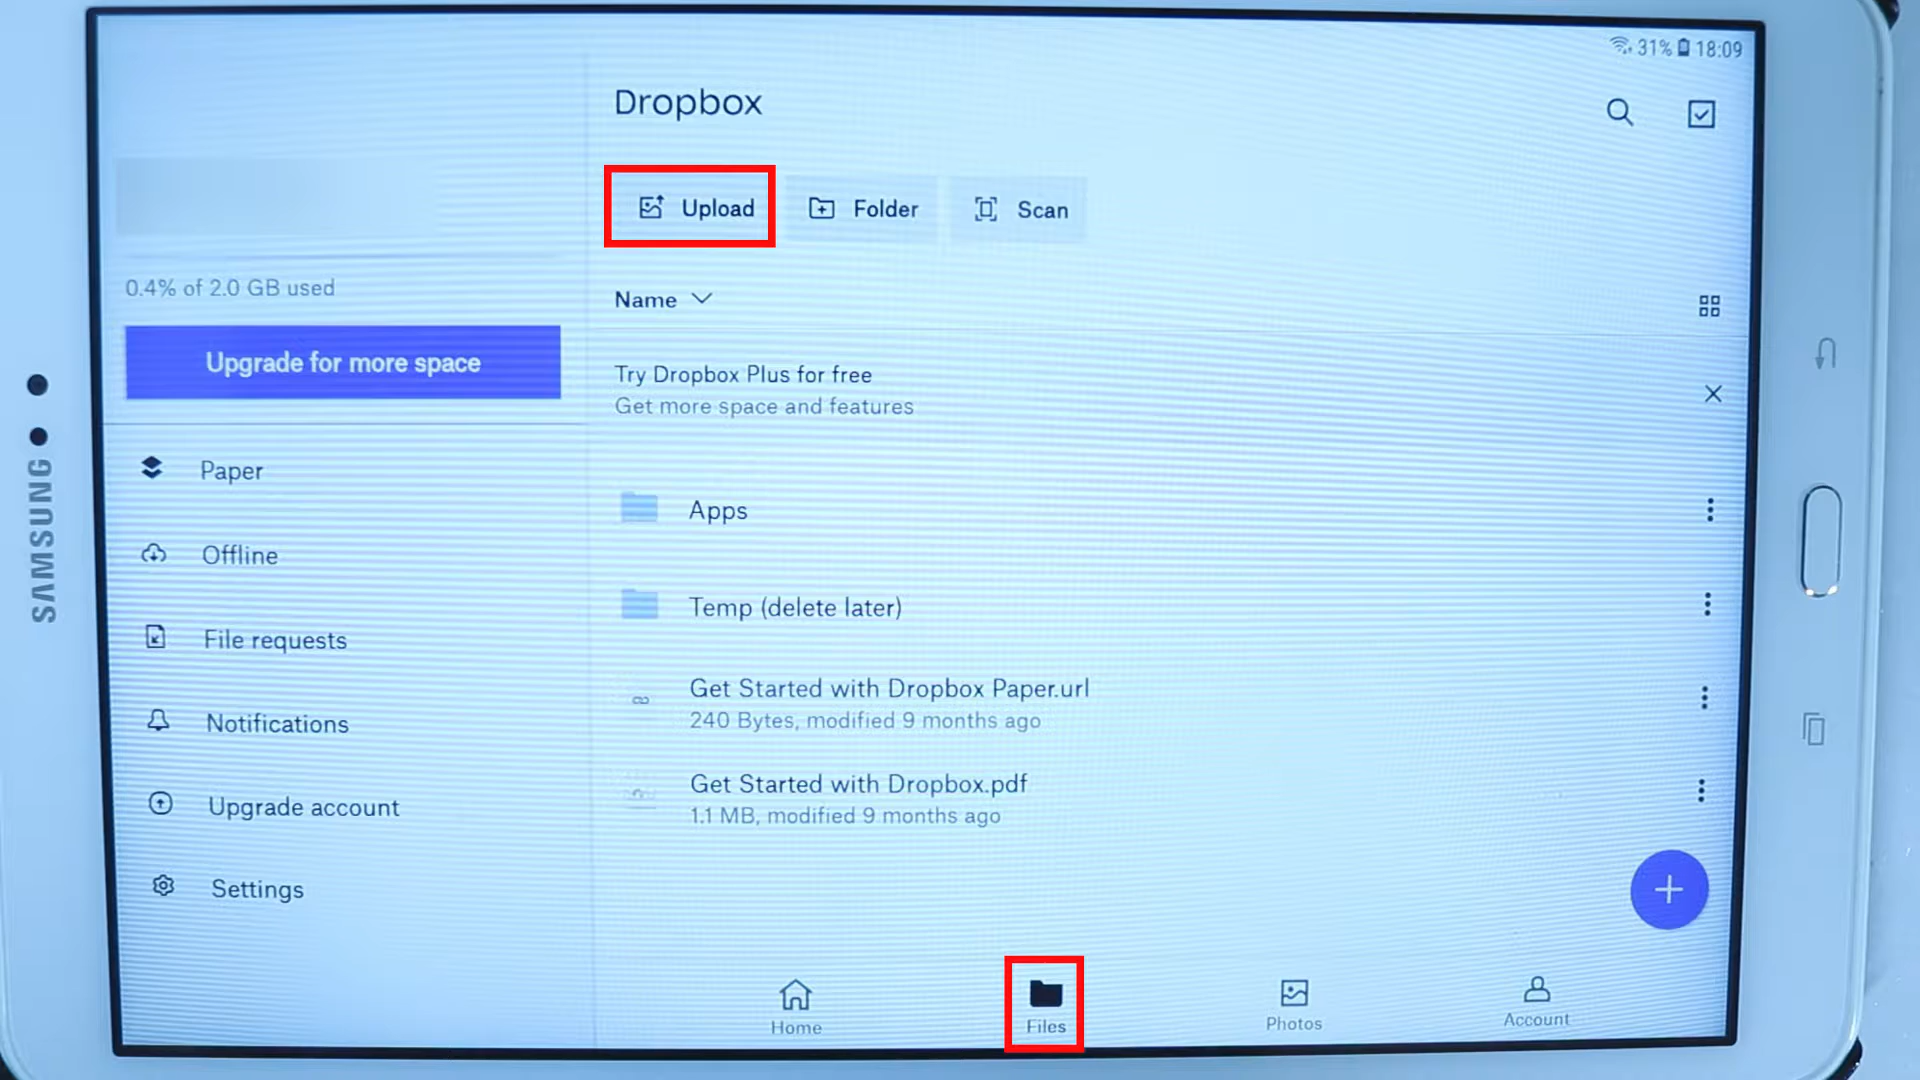 31% 18:09
Dropbox
Upload
Folder
Scan
0.4% of 2.0 GB used
Upgrade for more space
Name
Try Dropbox Plus for free
Get more space and features
Paper
Offline
File requests
Notifications
Upgrade account
Settings
Apps
Temp (delete later)
Get Started with Dropbox Paper.url
240 Bytes, modified 9 months ago
Get Started with Dropbox.pdf
1.1 MB, modified 9 months ago
Home
Files
Photos
Account
SAMSUNG